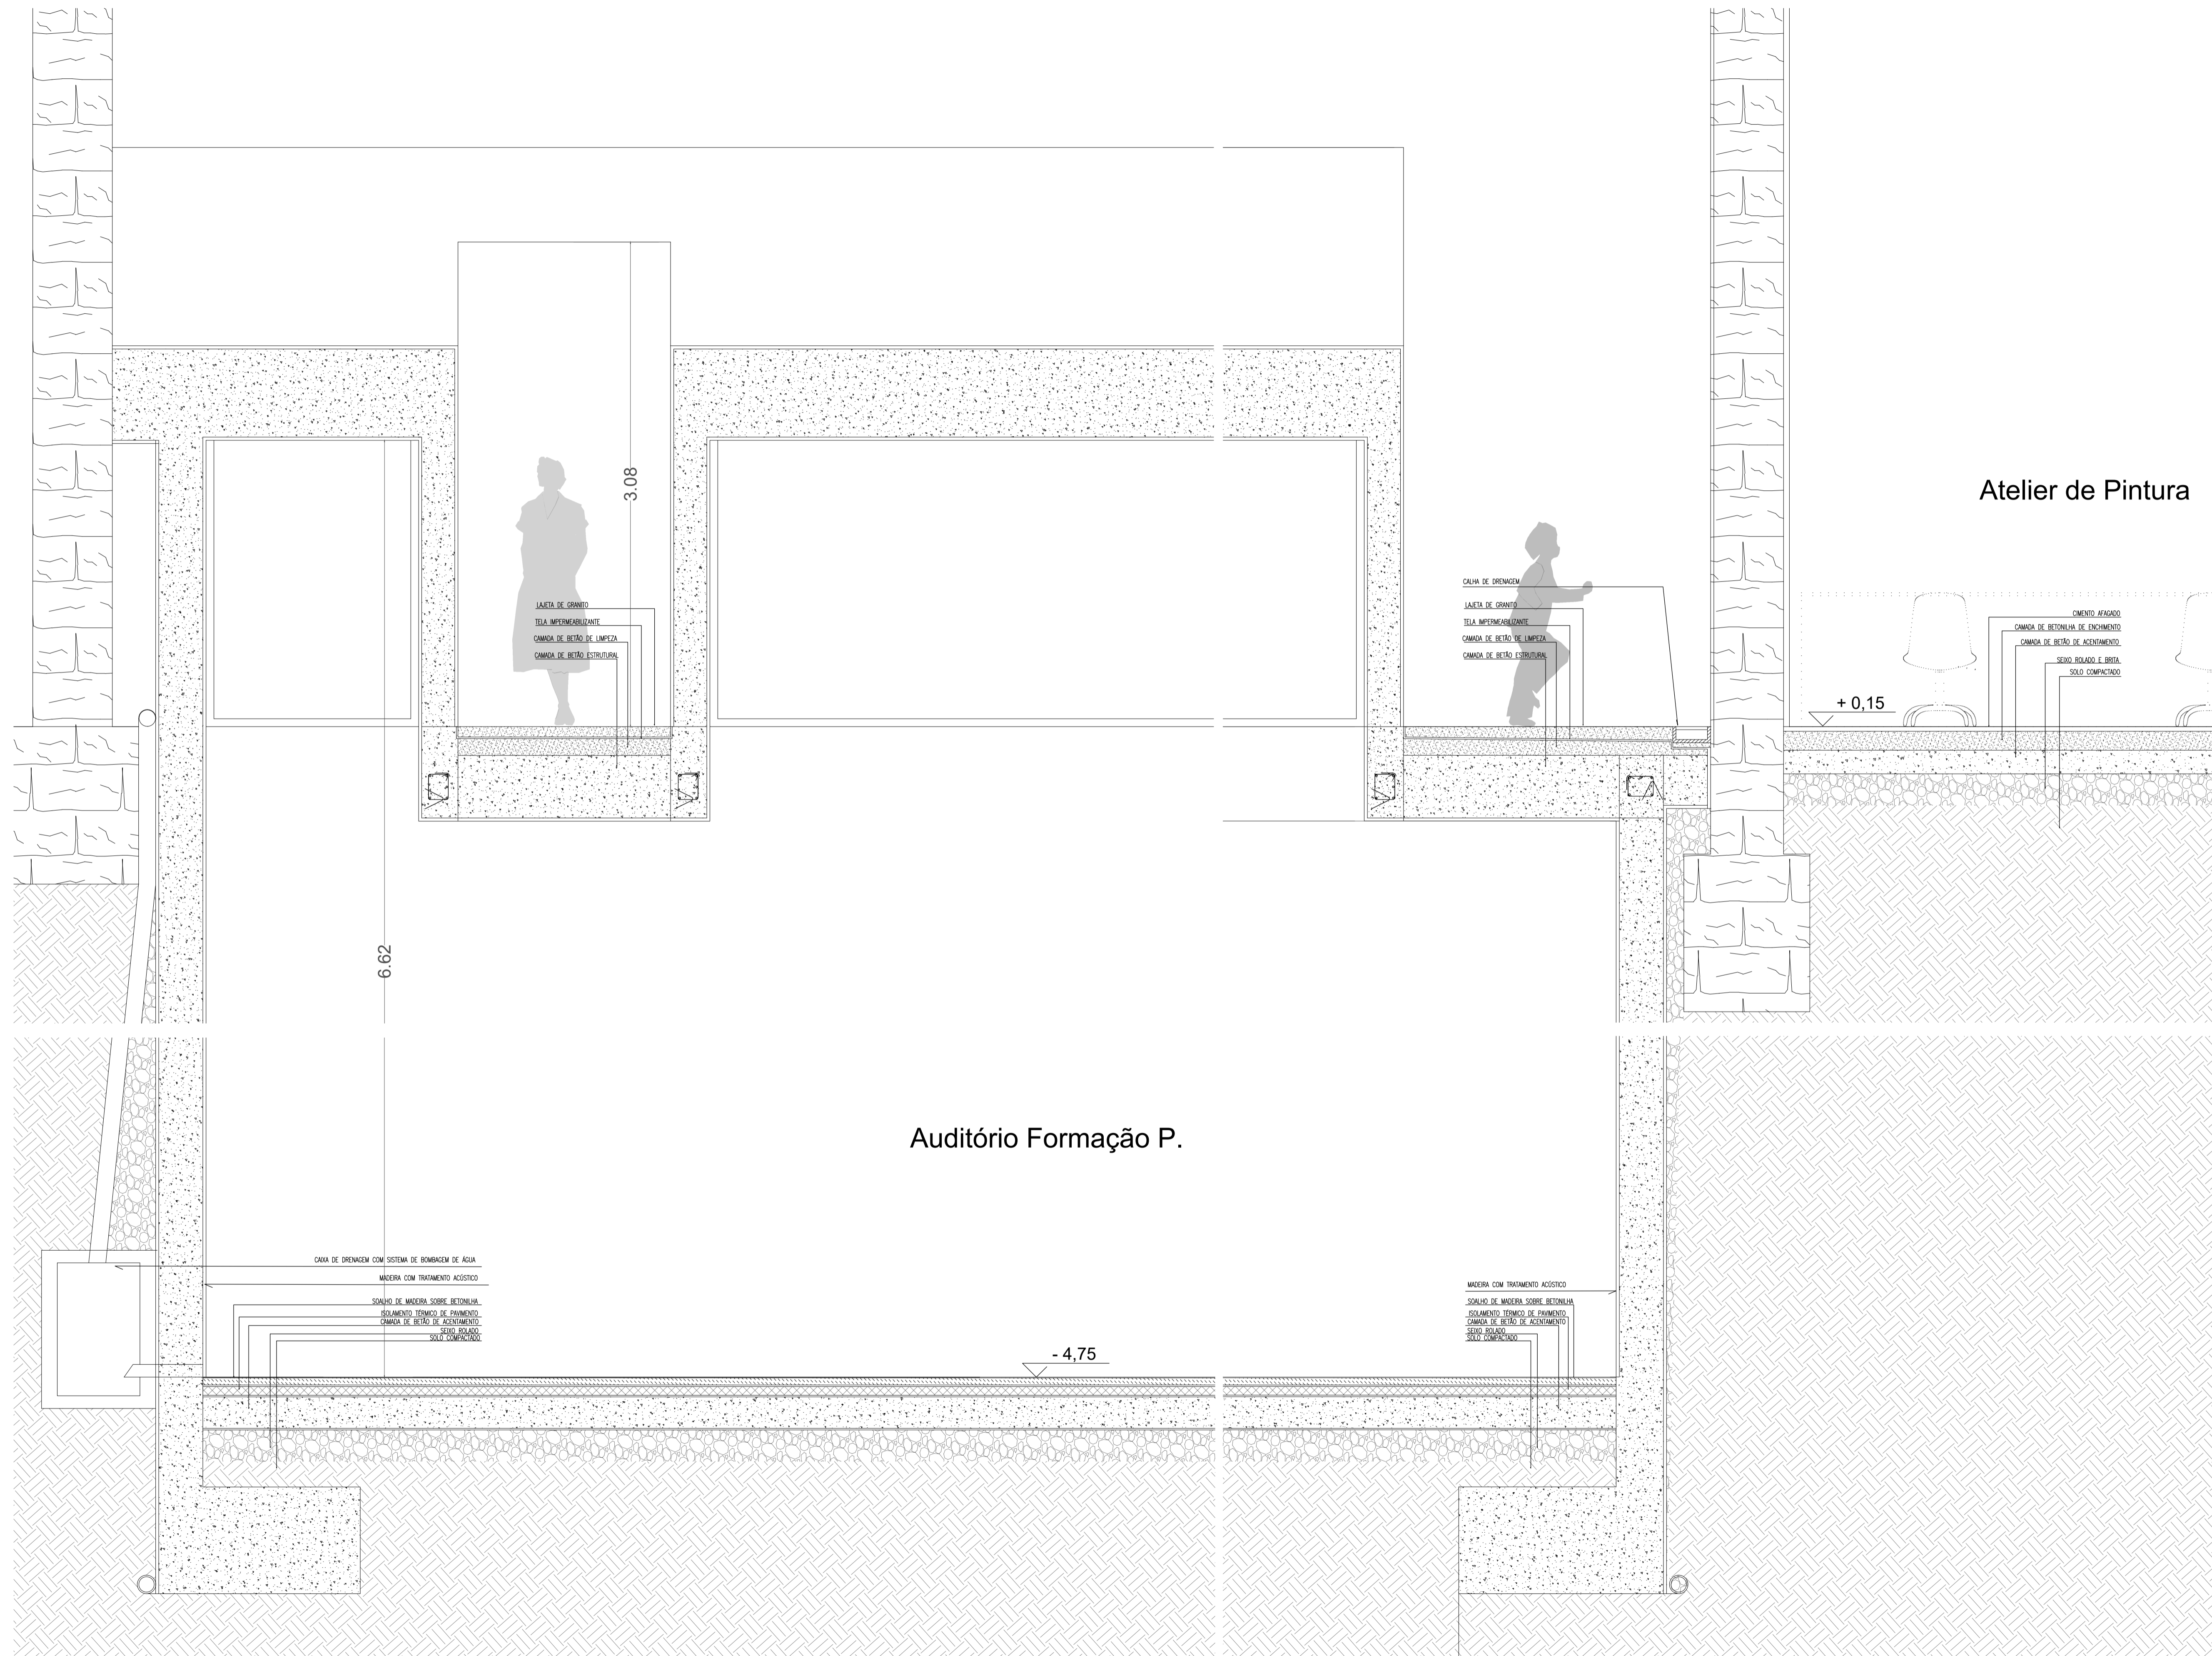 3.08
Atelier de Pintura
LAJETA DE GRANITO
TELA IMPERMEABILIZANTE
CAMADA DE BETÃO DE LIMPEZA
CAMADA DE BETÃO ESTRUTURAL
CALHA DE DRENAGEM
LAJETA DE GRANITO
TELA IMPERMEABILIZANTE
CAMADA DE BETÃO DE LIMPEZA
CAMADA DE BETÃO ESTRUTURAL
CIMENTO AFAGADO
CAMADA DE BETONILHA DE ENCHIMENTO
CAMADA DE BETÃO DE ACENTAMENTO
SEIXO ROLADO E BRITA
SOLO COMPACTADO
+ 0,15
6.62
Auditório Formação P.
CAIXA DE DRENAGEM COM SISTEMA DE BOMBAGEM DE ÁGUA
MADEIRA COM TRATAMENTO ACÚSTICO
SOALHO DE MADEIRA SOBRE BETONILHA
ISOLAMENTO TÉRMICO DE PAVIMENTO
CAMADA DE BETÃO DE ACENTAMENTO
SEIXO ROLADO
SOLO COMPACTADO
MADEIRA COM TRATAMENTO ACÚSTICO
SOALHO DE MADEIRA SOBRE BETONILHA
ISOLAMENTO TÉRMICO DE PAVIMENTO
CAMADA DE BETÃO DE ACENTAMENTO
SEIXO ROLADO
SOLO COMPACTADO
- 4,75